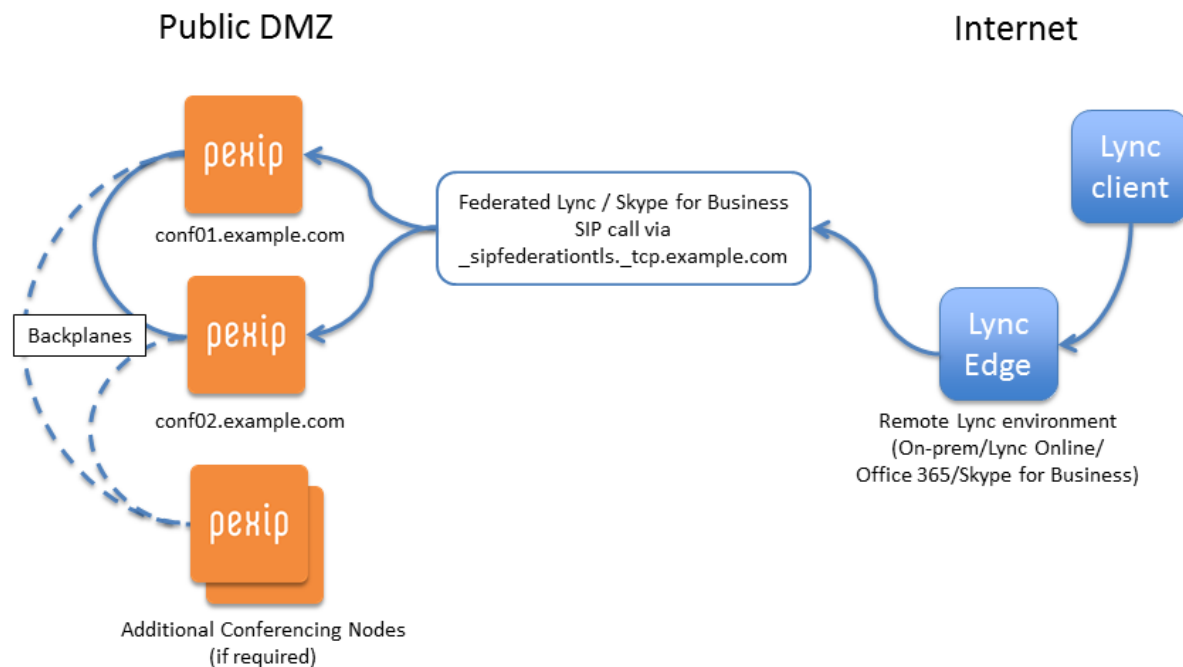 Public DMZ
Internet
pexip
conf01.example.com
Federated Lync / Skype for Business
SIP call via
_sipfederationtls._tcp.example.com
Lync
client
Backplanes
pexip
conf02.example.com
Lync
Edge
Remote Lync environment
(On-prem/Lync Online/
Office 365/Skype for Business)
pexip
Additional Conferencing Nodes
(if required)